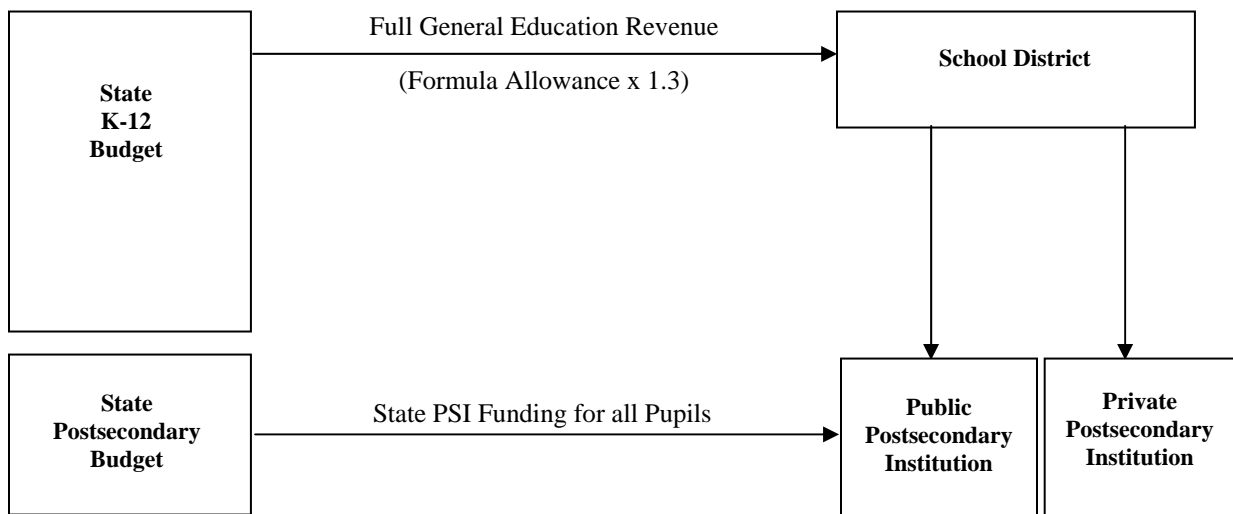 Full General Education Revenue
(Formula Allowance x 1.3)
School District
State
K-12
Budget
State
Postsecondary
Budget
State PSI Funding for all Pupils
Public
Postsecondary
Institution
Private
Postsecondary
Institution